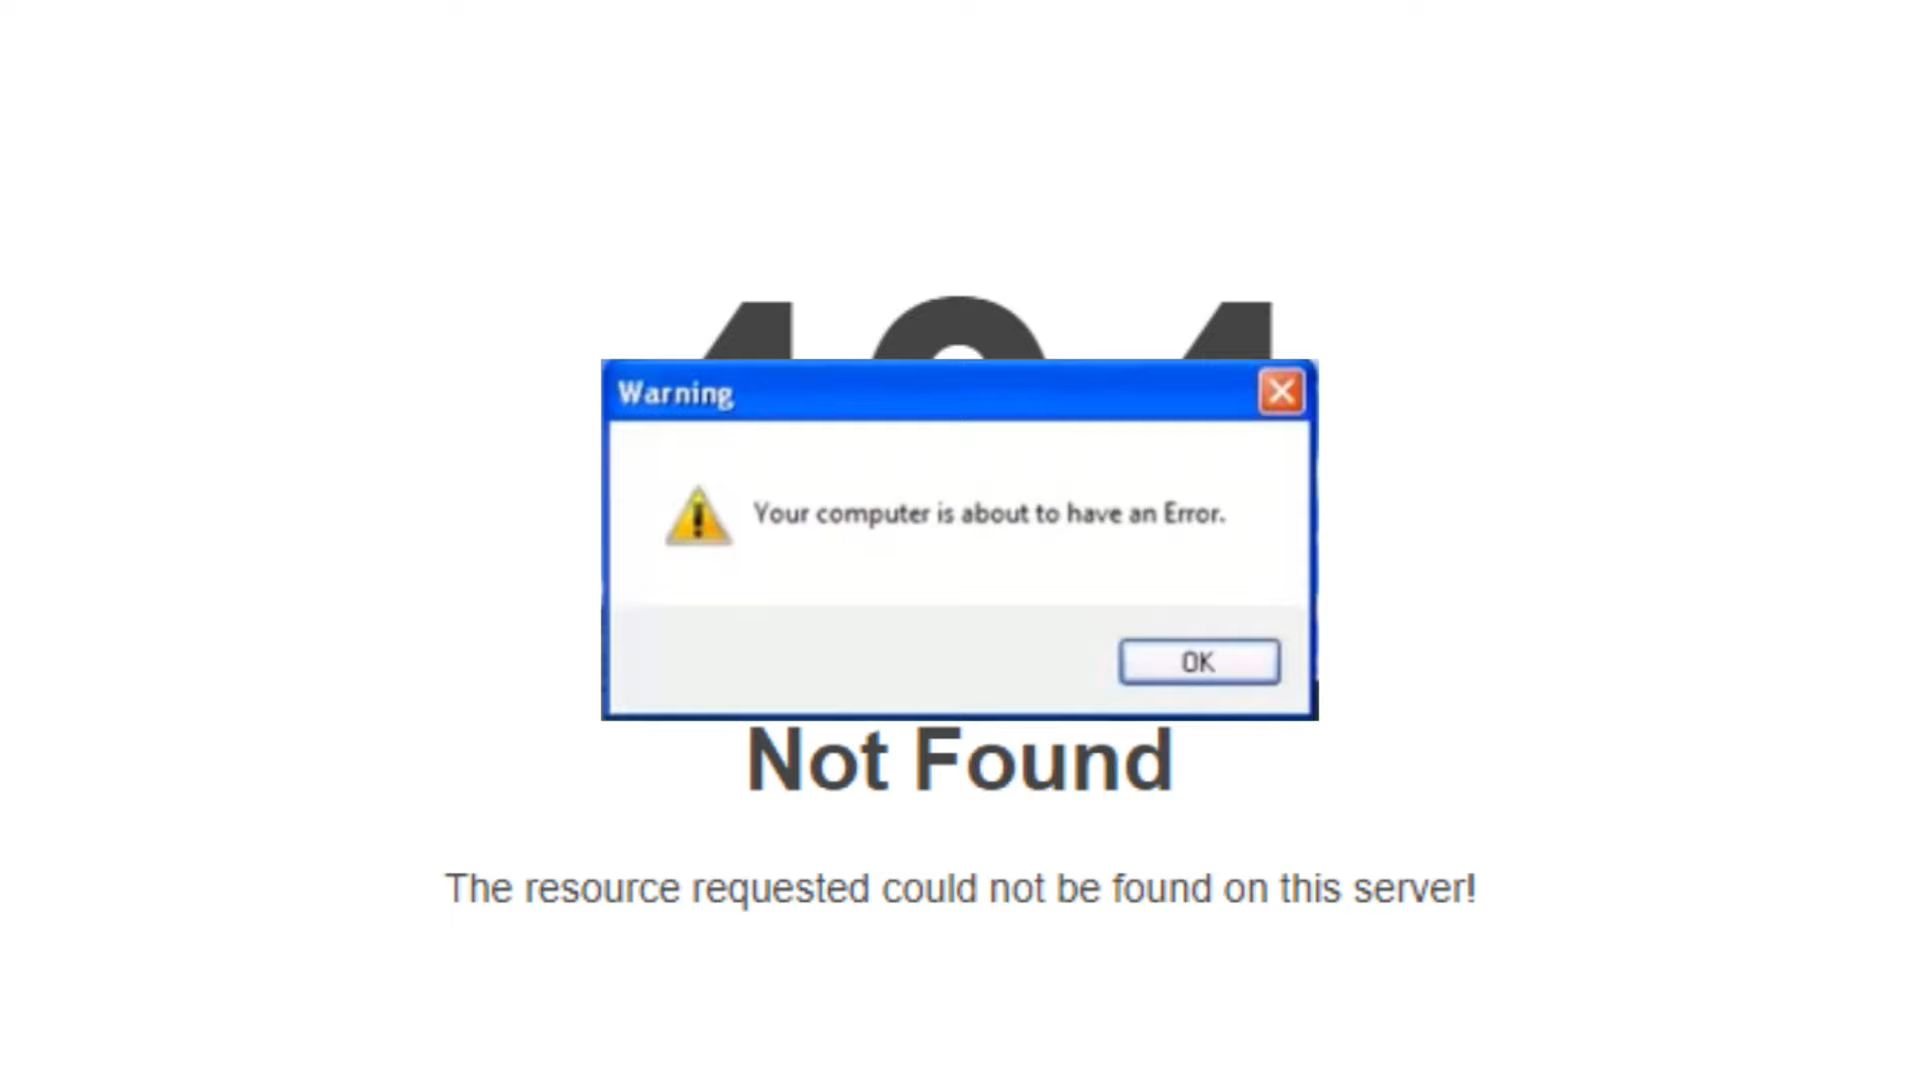 404
Warning
Your computer is about to have an Error.
OK
Not Found
The resource requested could not be found on this server!